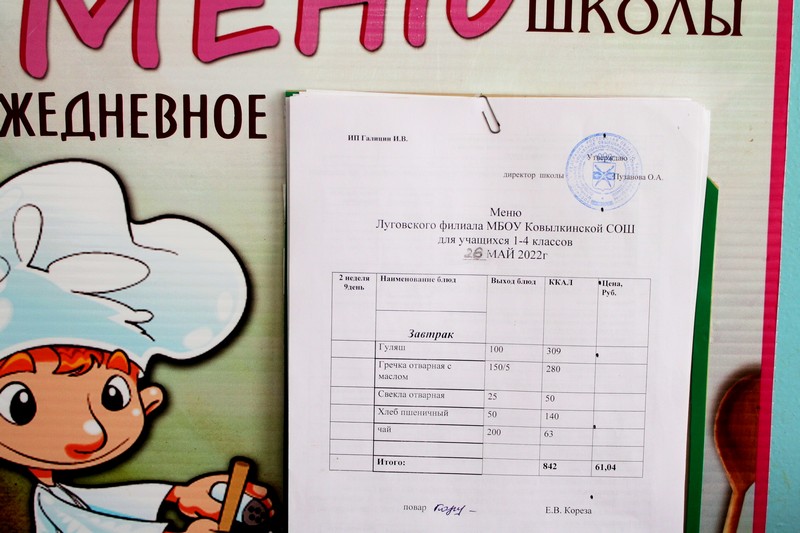 МЕНЮ
ШКОЛЫ
ЖЕДНЕВНОЕ
ИП Галицин И.В.
Утверждаю
директор школы Пузанова О.А.
Меню
Луговского филиала МБОУ Ковылкинской СОШ
для учащихся 1-4 классов
26 МАЙ 2022г
2 неделя 9день Наименование блюд Выход блюд ККАЛ Цена, Руб.
Завтрак
Гуляш 100 309
Гречка отварная с маслом 150/5 280
Свекла отварная 25 50
Хлеб пшеничный 50 140
чай 200 63
Итого: 842 61,04
повар Е.В. Кореза